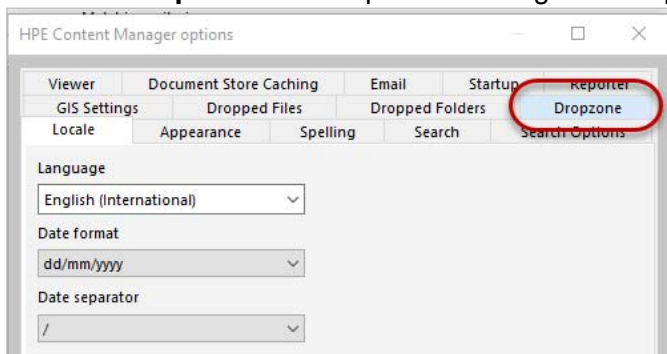 HPE Content Manager options
Viewer Document Store Caching Email Startup Reporter
GIS Settings Dropped Files Dropped Folders Dropzone
Locale Appearance Spelling Search Search Options
Language
English (International)
Date format
dd/mm/yyyy
Date separator
/